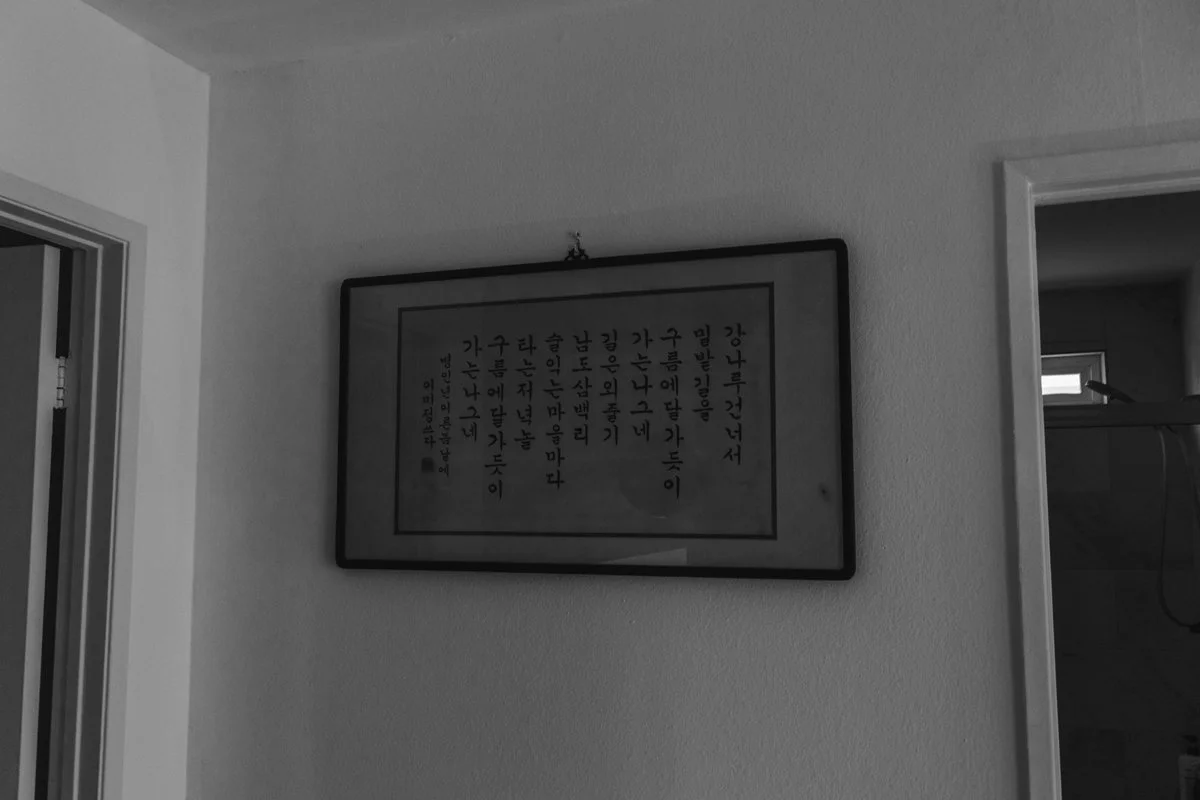 강나루건너서
밀밭길을
구름에달가듯이
가는나그네
길은외줄기
남도삼백리
술익는마을마다
타는저녁놀
구름에달가듯이
가는나그네